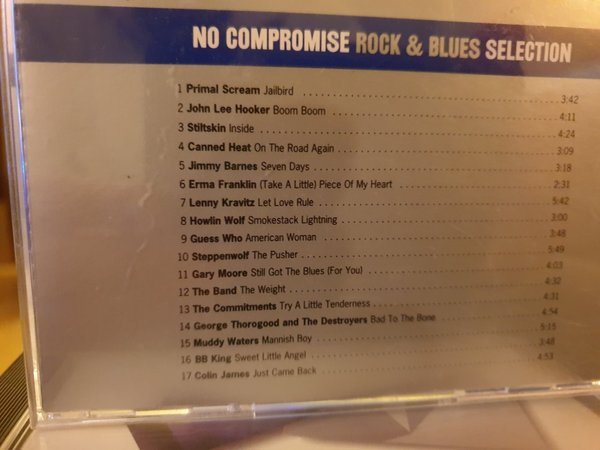 NO COMPROMISE ROCK & BLUES SELECTION
1 Primal Scream Jailbird 3:42
2 John Lee Hooker Boom Boom 4:11
3 Stiltskin Inside 4:24
4 Canned Heat On The Road Again 3:09
5 Jimmy Barnes Seven Days 3:18
6 Erma Franklin (Take A Little) Piece Of My Heart 2:31
7 Lenny Kravitz Let Love Rule 5:42
8 Howlin Wolf Smokestack Lightning 3:00
9 Guess Who American Woman 3:48
10 Steppenwolf The Pusher 5:49
11 Gary Moore Still Got The Blues (For You) 4:03
12 The Band The Weight 4:32
13 The Commitments Try A Little Tenderness 4:31
14 George Thorogood and The Destroyers Bad To The Bone 4:54
15 Muddy Waters Mannish Boy 5:15
16 BB King Sweet Little Angel 3:48
17 Colin James Just Came Back 4:53